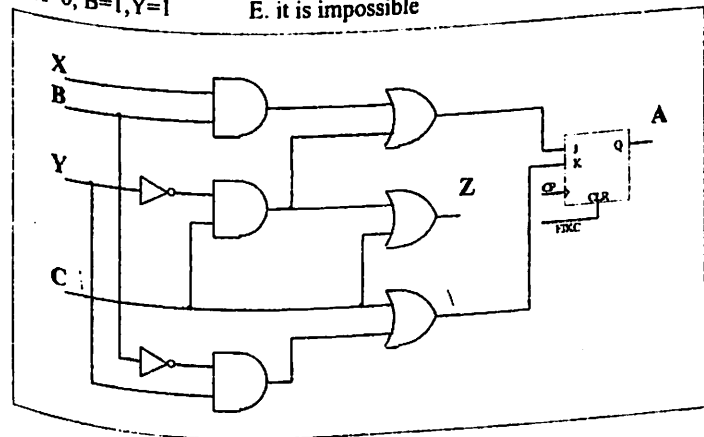 B=1, Y=1 E. it is impossible
X
B
A
J Q
K
Y
Z
CP
CLR
C